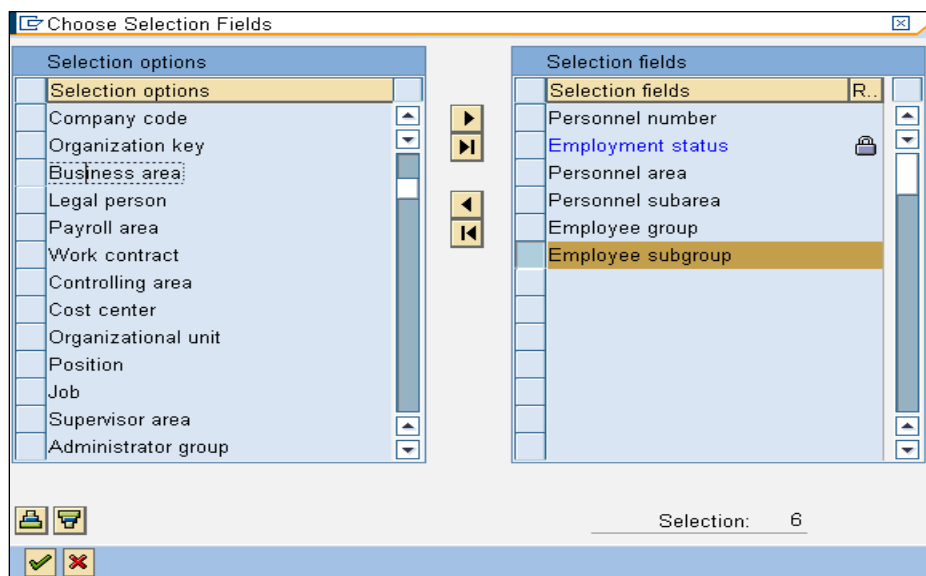 Choose Selection Fields
Selection options
Selection options
Company code
Organization key
Business area
Legal person
Payroll area
Work contract
Controlling area
Cost center
Organizational unit
Position
Job
Supervisor area
Administrator group
Selection fields
Selection fields R..
Personnel number
Employment status
Personnel area
Personnel subarea
Employee group
Employee subgroup
Selection: 6